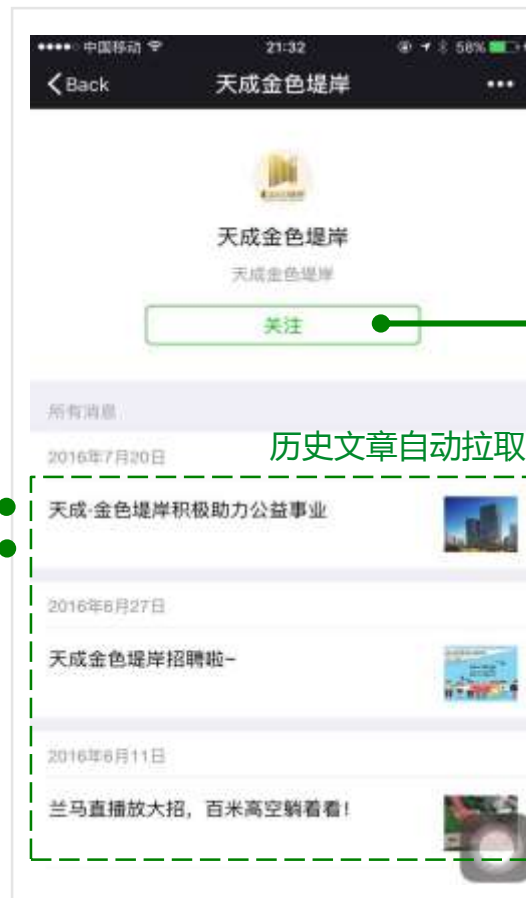 中国移动 21:32 58%
Back 天成金色堤岸
天成金色堤岸
天成金色堤岸
关注
所有消息
历史文章自动拉取
2016年7月20日
天成·金色堤岸积极助力公益事业
2016年6月27日
天成金色堤岸招聘啦~
2016年6月11日
兰马直播放大招，百米高空躺着看！